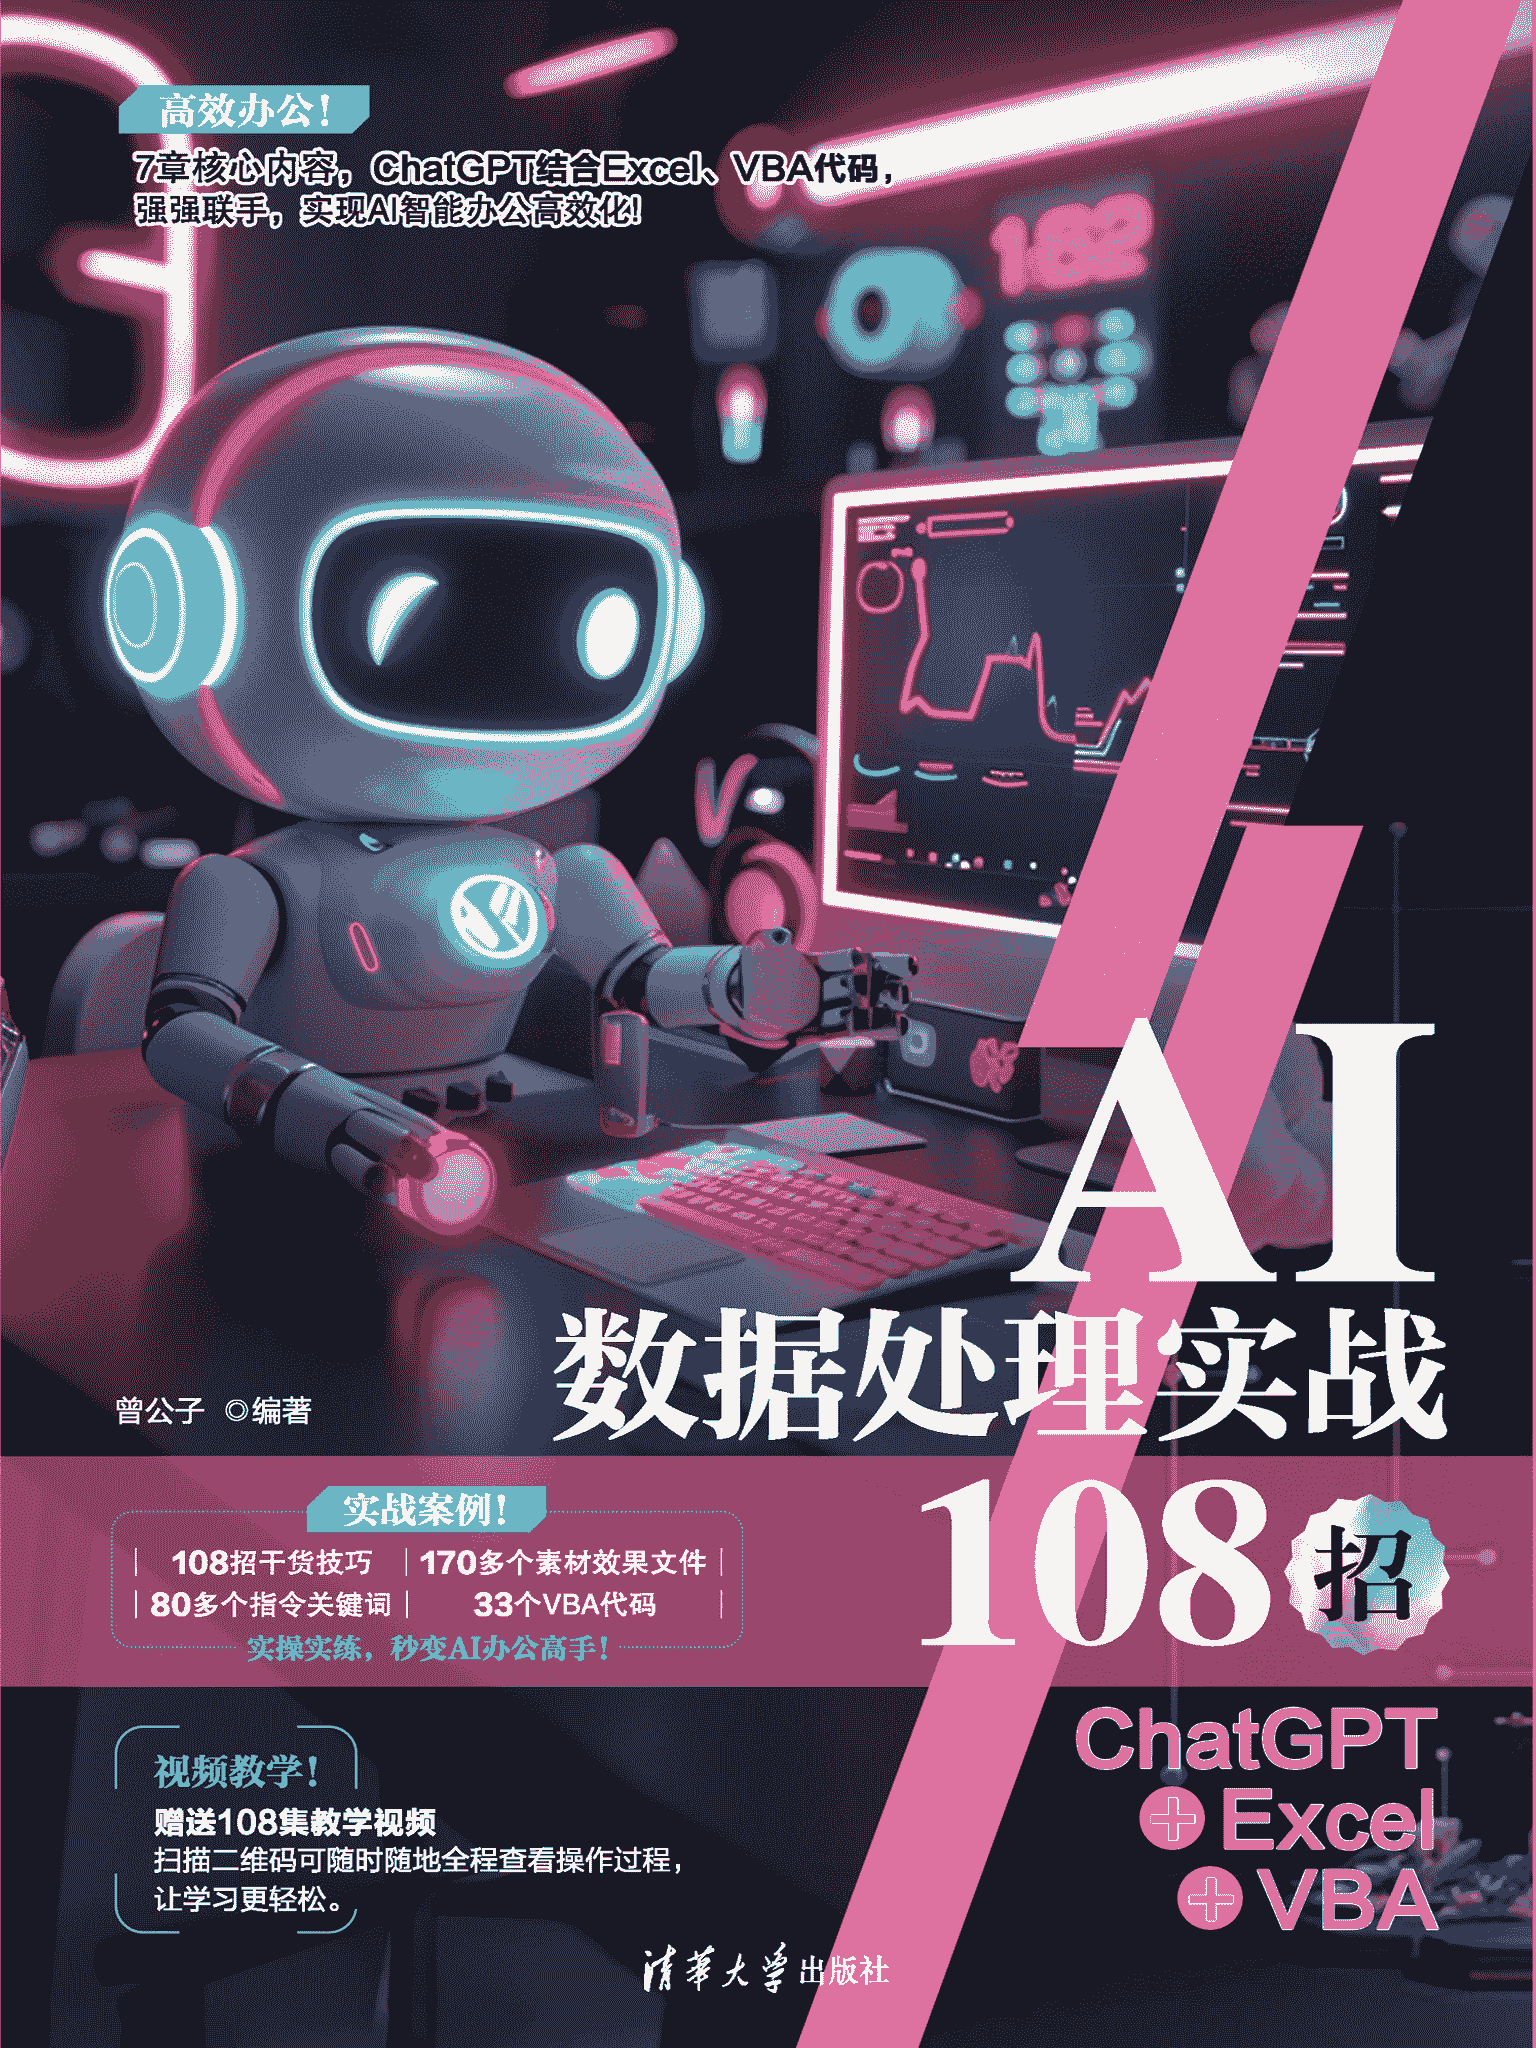 高效办公！
7章核心内容，ChatGPT结合Excel、VBA代码，
强强联手，实现AI智能办公高效化!
AI
数据处理实战
108招
曾公子 ◎编著
实战案例！
108招干货技巧 | 170多个素材效果文件
80多个指令关键词 | 33个VBA代码
实操实练，秒变AI办公高手！
ChatGPT
+Excel
+VBA
视频教学！
赠送108集教学视频
扫描二维码可随时随地全程查看操作过程，
让学习更轻松。
清华大学出版社